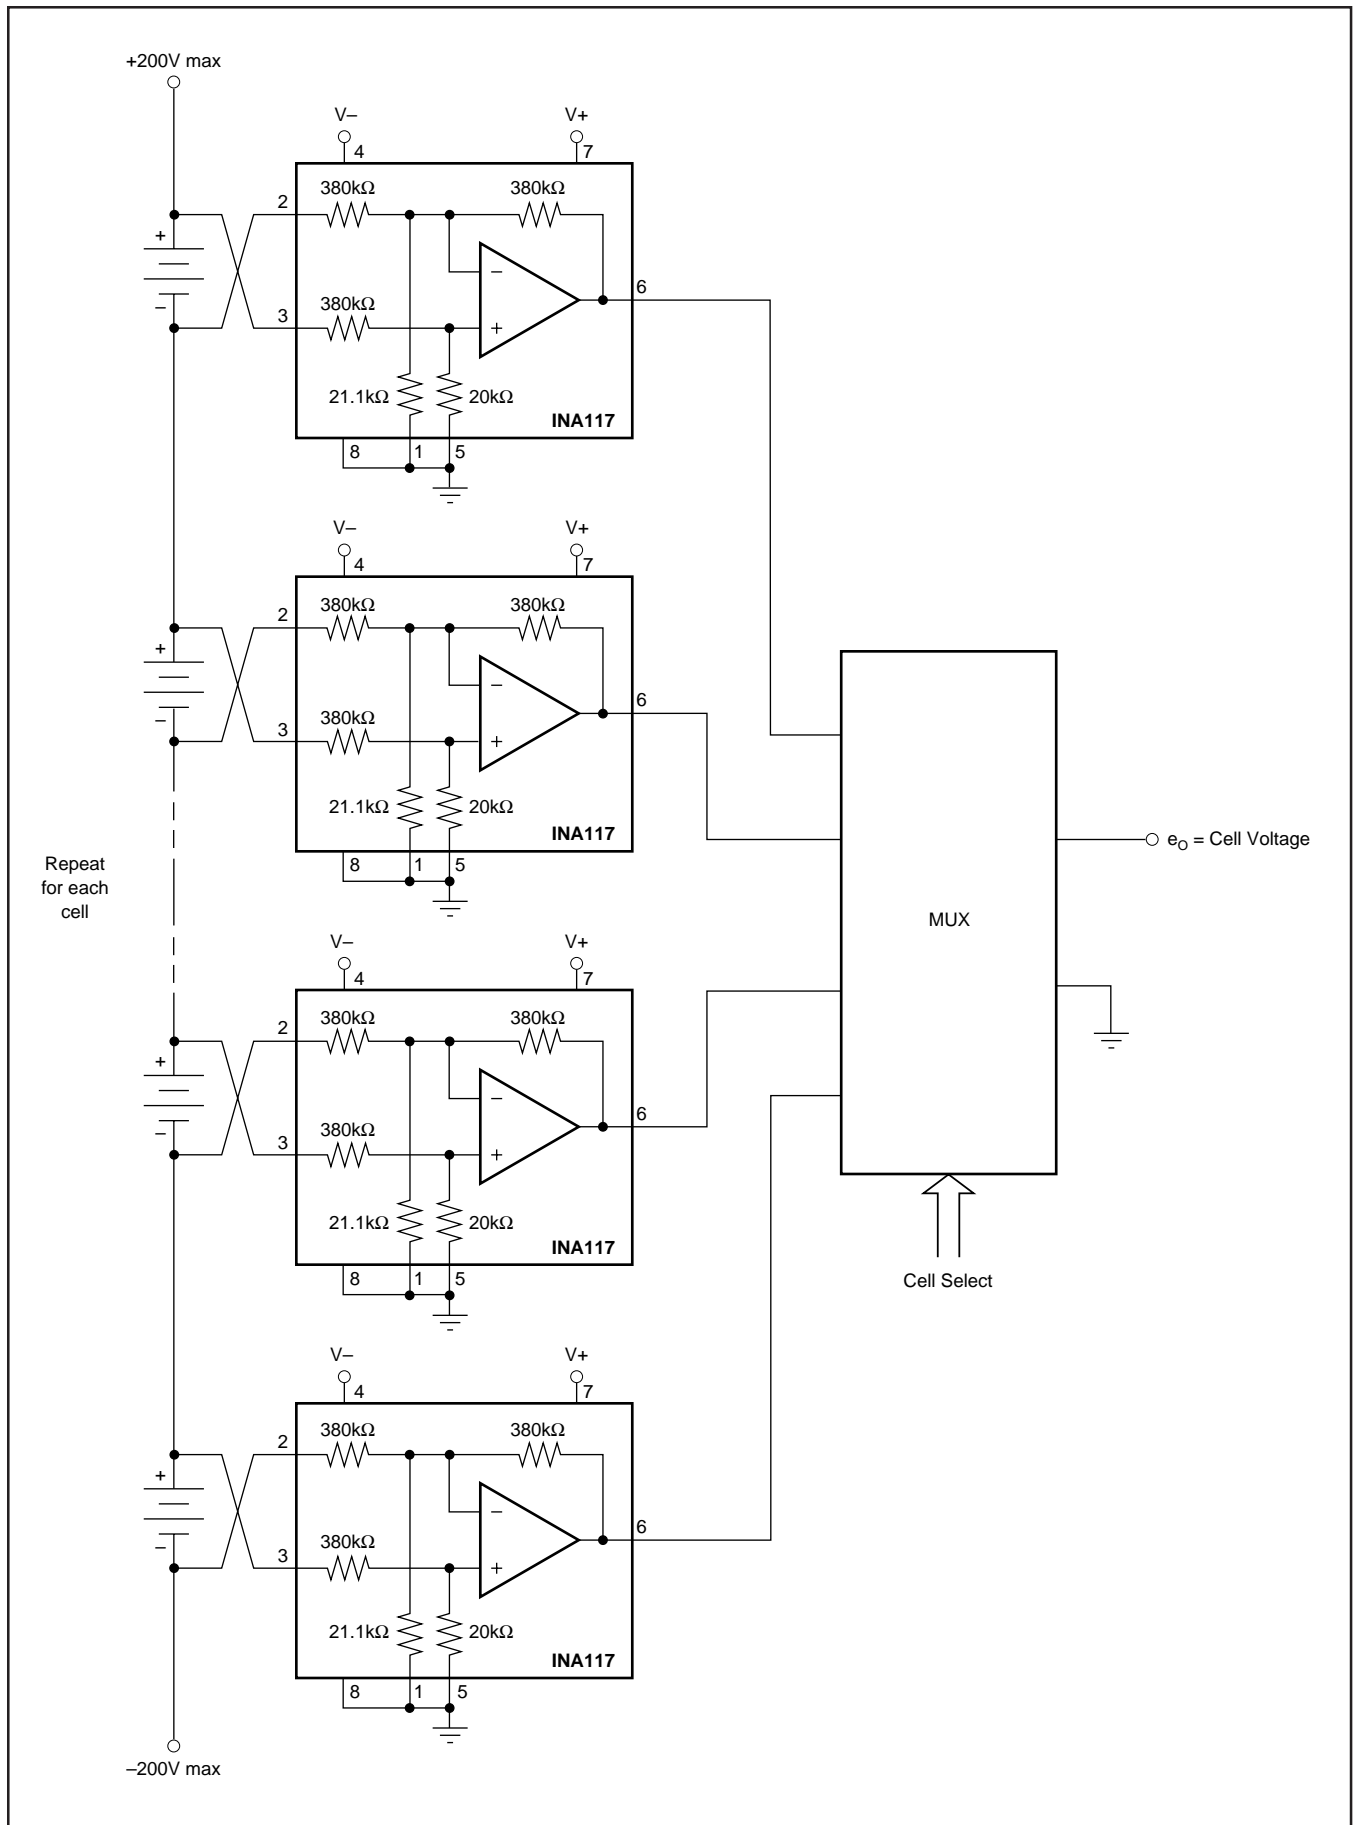 +200V max
V–
V+
4
7
2
380kΩ
380kΩ
+
–
–
3
380kΩ
+
6
21.1kΩ
20kΩ
INA117
8
1
5
V–
V+
4
7
2
380kΩ
380kΩ
+
–
–
3
380kΩ
+
6
21.1kΩ
20kΩ
INA117
8
1
5
Repeat
for each
cell
MUX
eO = Cell Voltage
V–
V+
4
7
2
380kΩ
380kΩ
+
–
–
3
380kΩ
+
6
21.1kΩ
20kΩ
INA117
8
1
5
Cell Select
V–
V+
4
7
2
380kΩ
380kΩ
+
–
–
3
380kΩ
+
6
21.1kΩ
20kΩ
INA117
8
1
5
–200V max